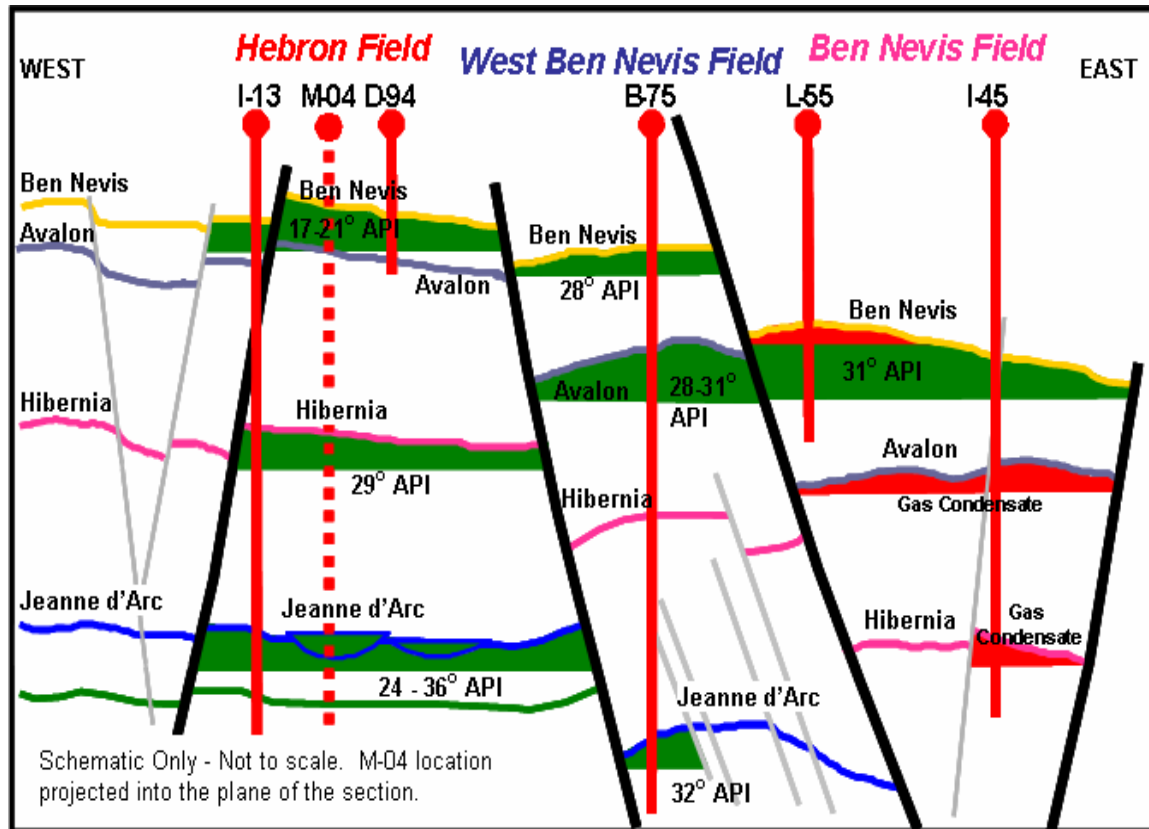 Hebron Field
West Ben Nevis Field
Ben Nevis Field
WEST
EAST
I-13
M-04
D-94
B-75
L-55
I-45
Ben Nevis
Avalon
Hibernia
Jeanne d'Arc
Ben Nevis
17-21° API
Avalon
Hibernia
29° API
Jeanne d'Arc
24 - 36° API
Ben Nevis
28° API
Avalon
28-31°
API
Hibernia
Jeanne d'Arc
32° API
Ben Nevis
31° API
Avalon
Gas Condensate
Hibernia
Gas
Condensate
Schematic Only - Not to scale. M-04 location
projected into the plane of the section.